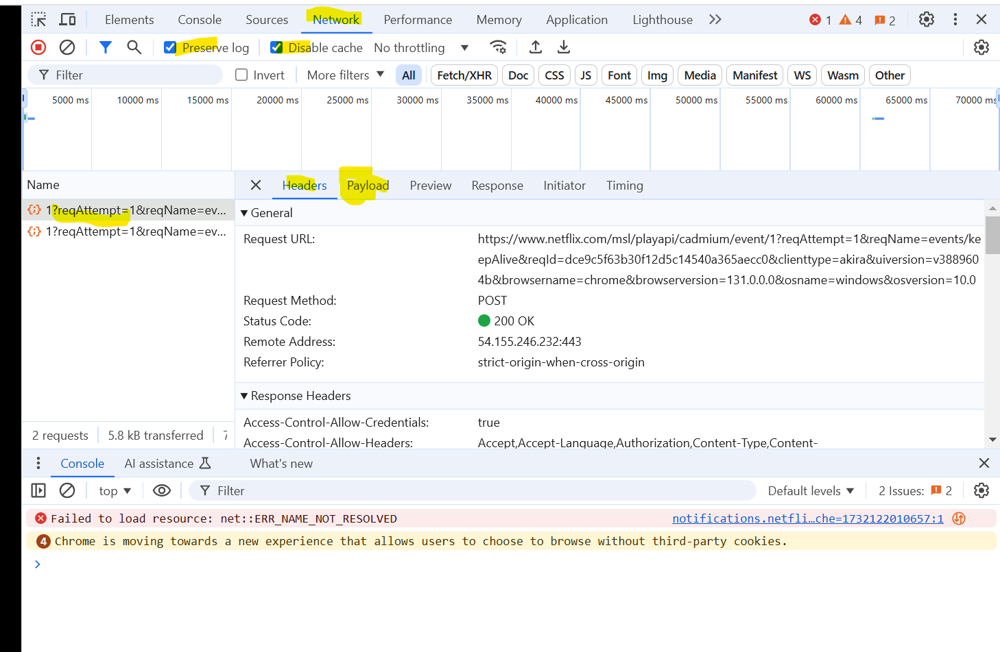 Elements Console Sources Network Performance Memory Application Lighthouse 1 4 2
Preserve log Disable cache No throttling
Filter Invert More filters All Fetch/XHR Doc CSS JS Font Img Media Manifest WS Wasm Other
5000 ms 10000 ms 15000 ms 20000 ms 25000 ms 30000 ms 35000 ms 40000 ms 45000 ms 50000 ms 55000 ms 60000 ms 65000 ms 70000 ms
Name Headers Payload Preview Response Initiator Timing
1?reqAttempt=1&reqName=ev...
1?reqAttempt=1&reqName=ev...
General
Request URL: https://www.netflix.com/msl/playapi/cadmium/event/1?reqAttempt=1&reqName=events/ke
epAlive&reqId=dce9c5f63b30f12d5c14540a365aecc0&clienttype=akira&uiversion=v388960
4b&browsername=chrome&browserversion=131.0.0.0&osname=windows&osversion=10.0
Request Method: POST
Status Code: 200 OK
Remote Address: 54.155.246.232:443
Referrer Policy: strict-origin-when-cross-origin
Response Headers
Access-Control-Allow-Credentials: true
Access-Control-Allow-Headers: Accept,Accept-Language,Authorization,Content-Type,Content-
2 requests 5.8 kB transferred 7
Console AI assistance What's new
top Filter Default levels 2 Issues: 2
Failed to load resource: net::ERR_NAME_NOT_RESOLVED notifications.netfli…che=1732122010657:1
4 Chrome is moving towards a new experience that allows users to choose to browse without third-party cookies.